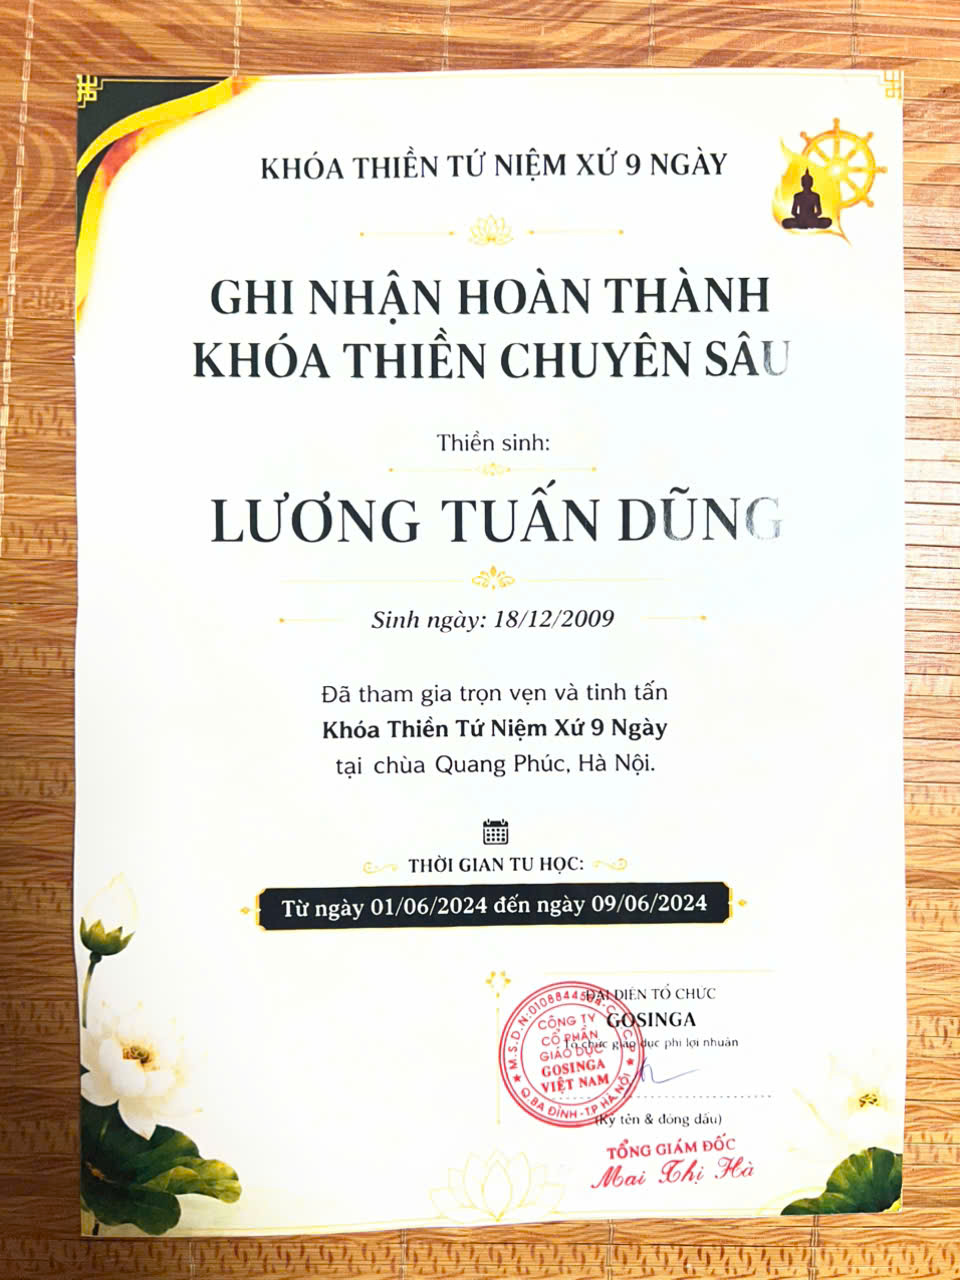 KHÓA THIỀN TỨ NIỆM XỨ 9 NGÀY
GHI NHẬN HOÀN THÀNH
KHÓA THIỀN CHUYÊN SÂU
Thiền sinh:
LƯƠNG TUẤN DŨNG
Sinh ngày: 18/12/2009
Đã tham gia trọn vẹn và tinh tấn
Khóa Thiền Tứ Niệm Xứ 9 Ngày
tại chùa Quang Phúc, Hà Nội.
THỜI GIAN TU HỌC:
Từ ngày 01/06/2024 đến ngày 09/06/2024
ĐẠI DIỆN TỔ CHỨC
GOSINGA
Tổ chức giáo dục phi lợi nhuận
M.S.D.N:0108844
CÔNG TY
CỔ PHẦN
GIÁO DỤC
GOSINGA
VIỆT NAM
Q.BA ĐÌNH-T.P HÀ NỘI
(Ký tên & đóng dấu)
TỔNG GIÁM ĐỐC
Mai Thị Hà